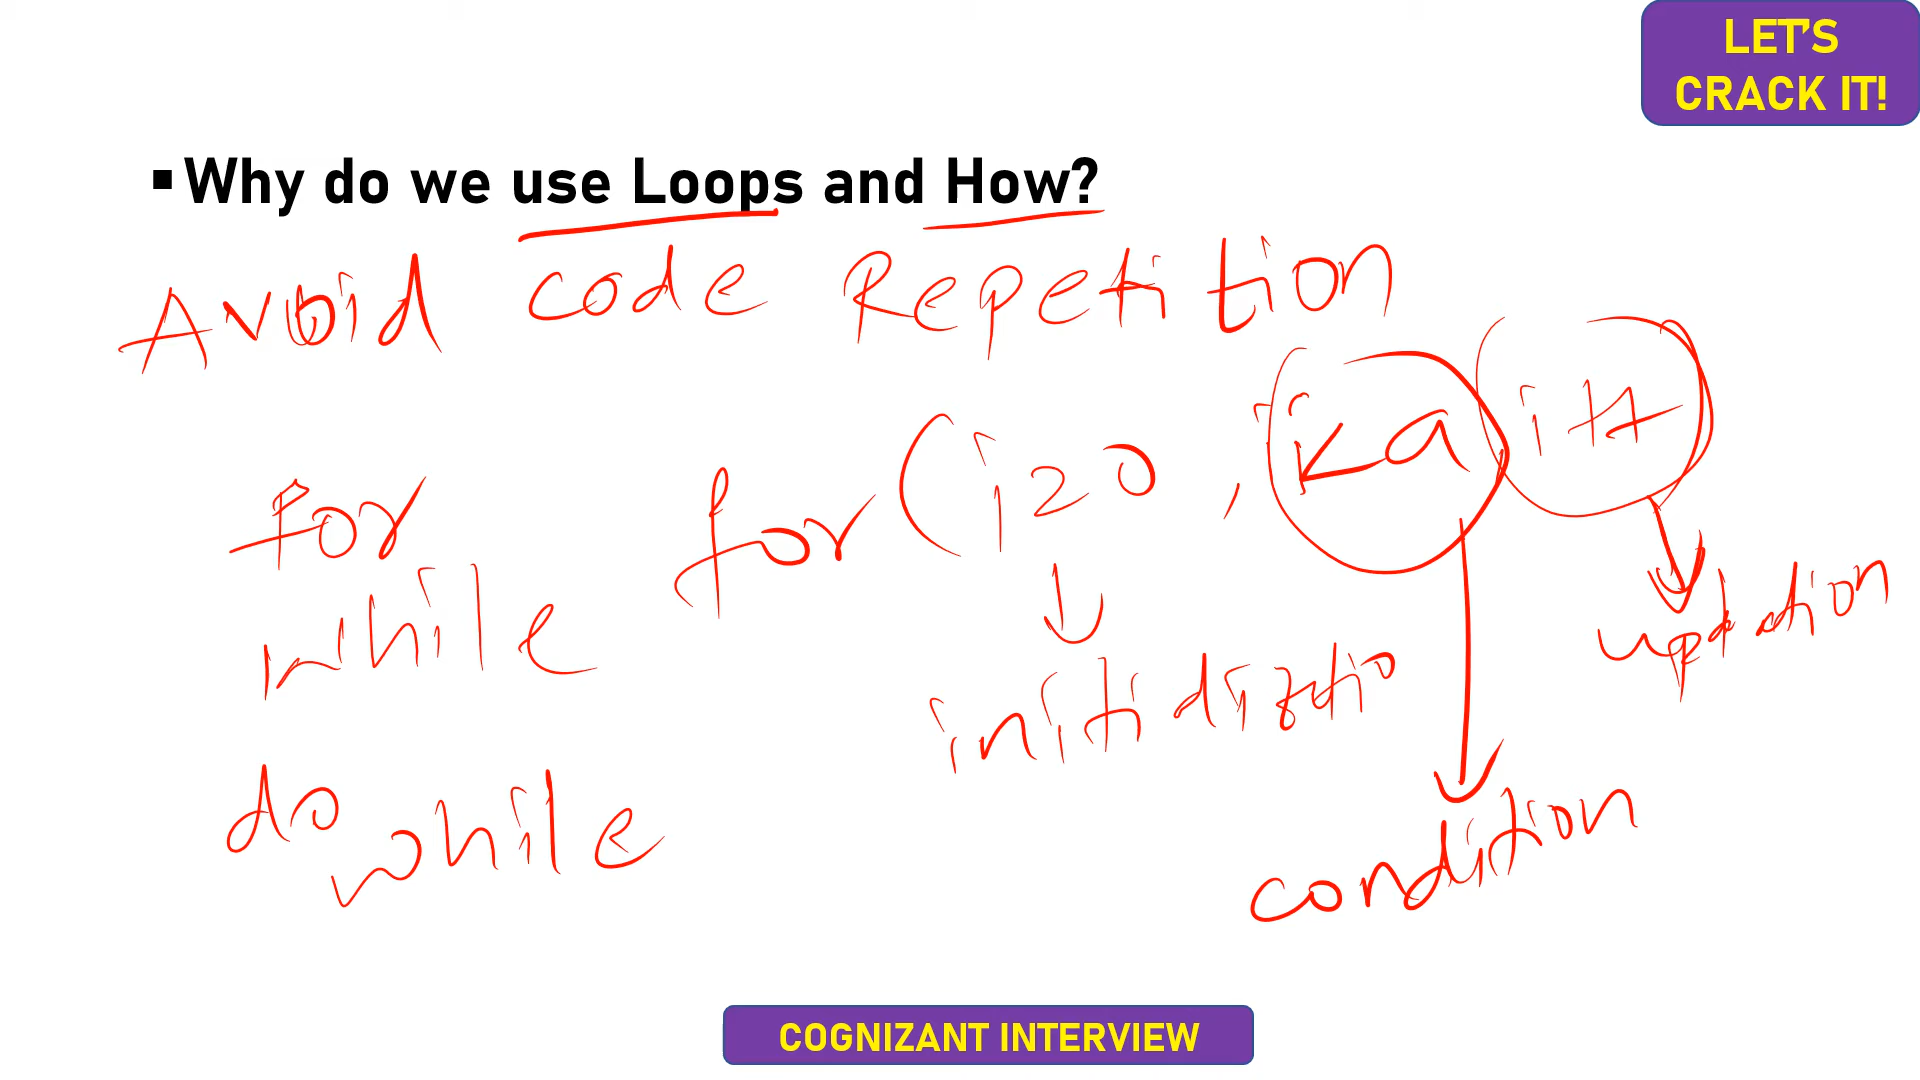 LET'S
CRACK IT!
▪ Why do we use Loops and How?
Avoid code Repetition
for for (i=0, i<a i++
while
updation
initialization
do while
condition
COGNIZANT INTERVIEW